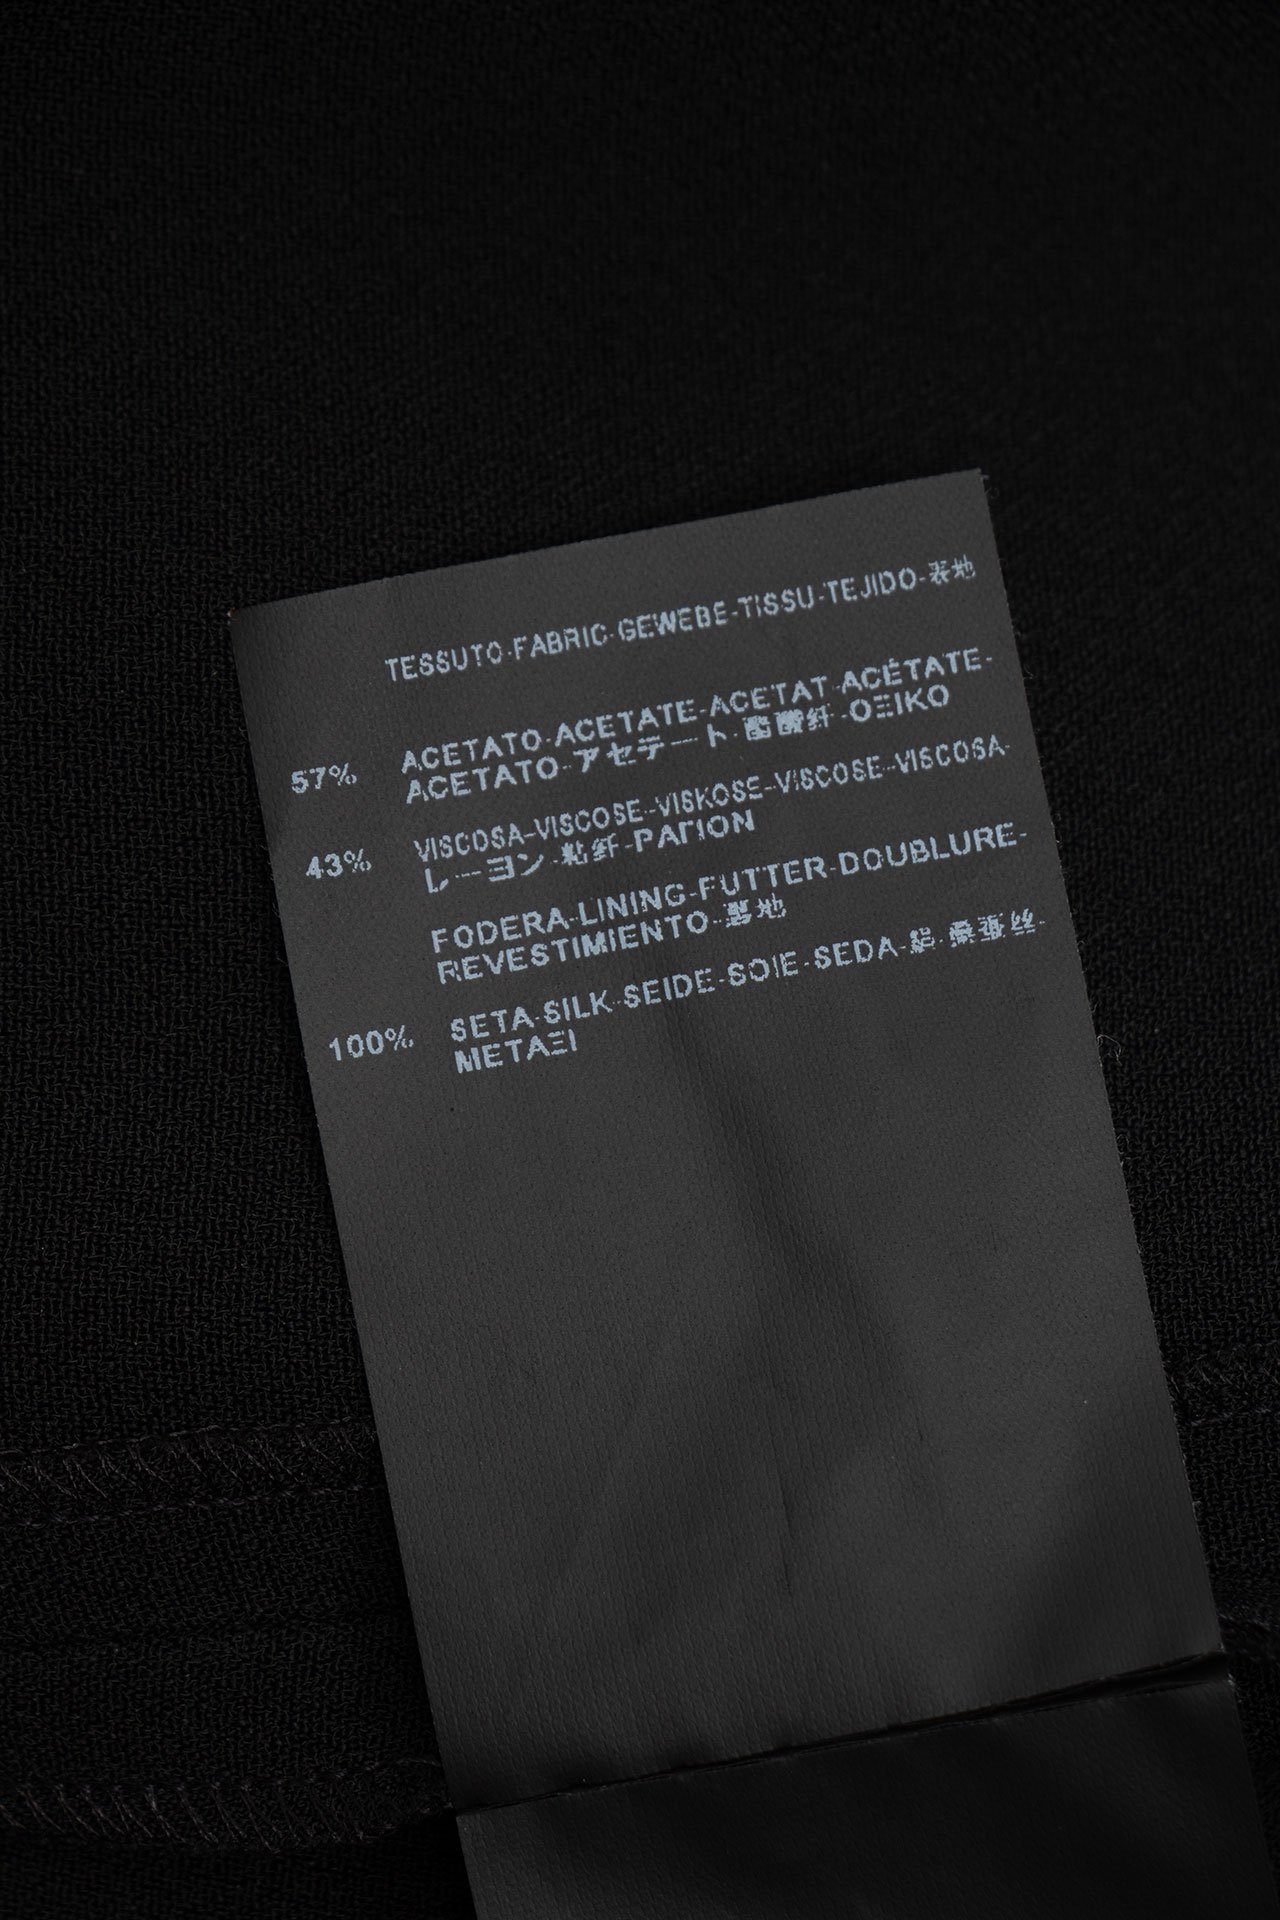 TESSUTO-FABRIC-GEWEBE-TISSU-TEJIDO-表地
57% ACETATO-ACETATE-ACETAT-ACÉTATE-
ACETATO-アセテート-醋酸纤-ΟΞΙΚΟ
43% VISCOSA-VISCOSE-VISKOSE-VISCOSE-VISCOSA-
レーヨン-粘纤-ΡΑΓΙΟΝ
FODERA-LINING-FUTTER-DOUBLURE-
REVESTIMIENTO-裏地
100% SETA-SILK-SEIDE-SOIE-SEDA-絹-桑蚕丝-
ΜΕΤΑΞΙ